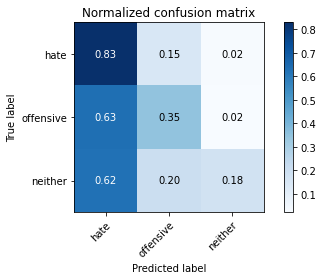 Normalized confusion matrix
True label
hate
0.83 0.15 0.02
offensive
0.63 0.35 0.02
neither
0.62 0.20 0.18
hate
offensive
neither
Predicted label
0.8
0.7
0.6
0.5
0.4
0.3
0.2
0.1